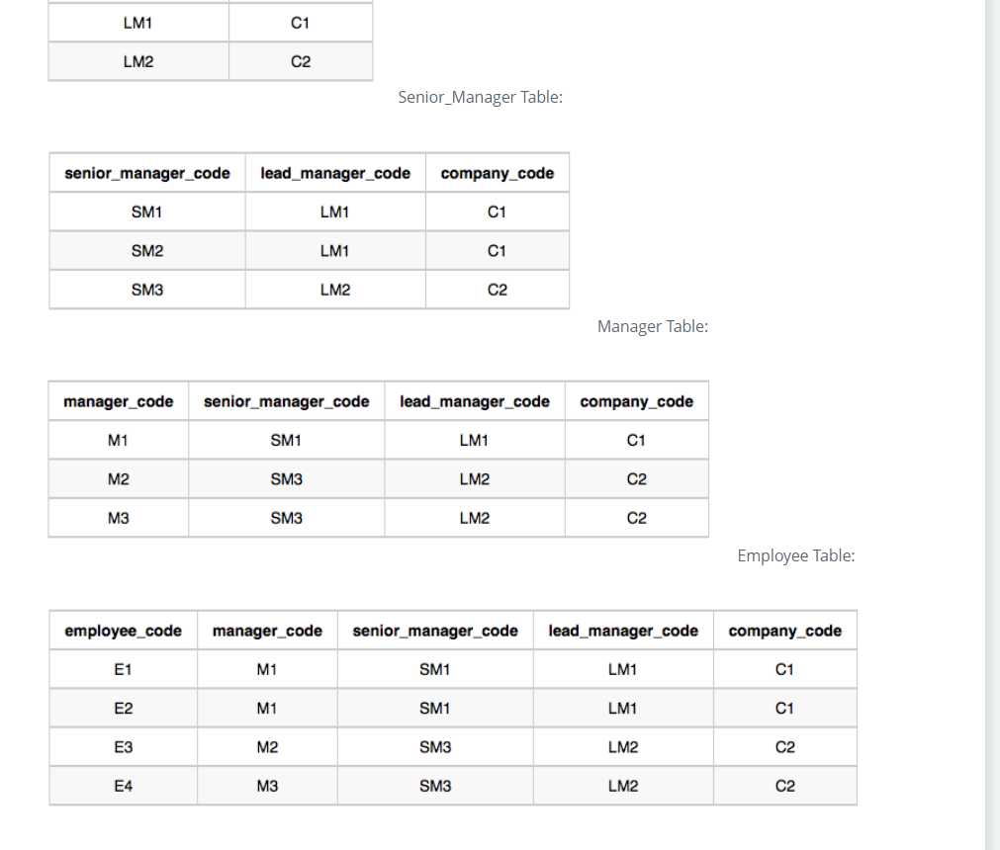 LM1 C1
LM2 C2
Senior_Manager Table:
senior_manager_code lead_manager_code company_code
SM1 LM1 C1
SM2 LM1 C1
SM3 LM2 C2
Manager Table:
manager_code senior_manager_code lead_manager_code company_code
M1 SM1 LM1 C1
M2 SM3 LM2 C2
M3 SM3 LM2 C2
Employee Table:
employee_code manager_code senior_manager_code lead_manager_code company_code
E1 M1 SM1 LM1 C1
E2 M1 SM1 LM1 C1
E3 M2 SM3 LM2 C2
E4 M3 SM3 LM2 C2